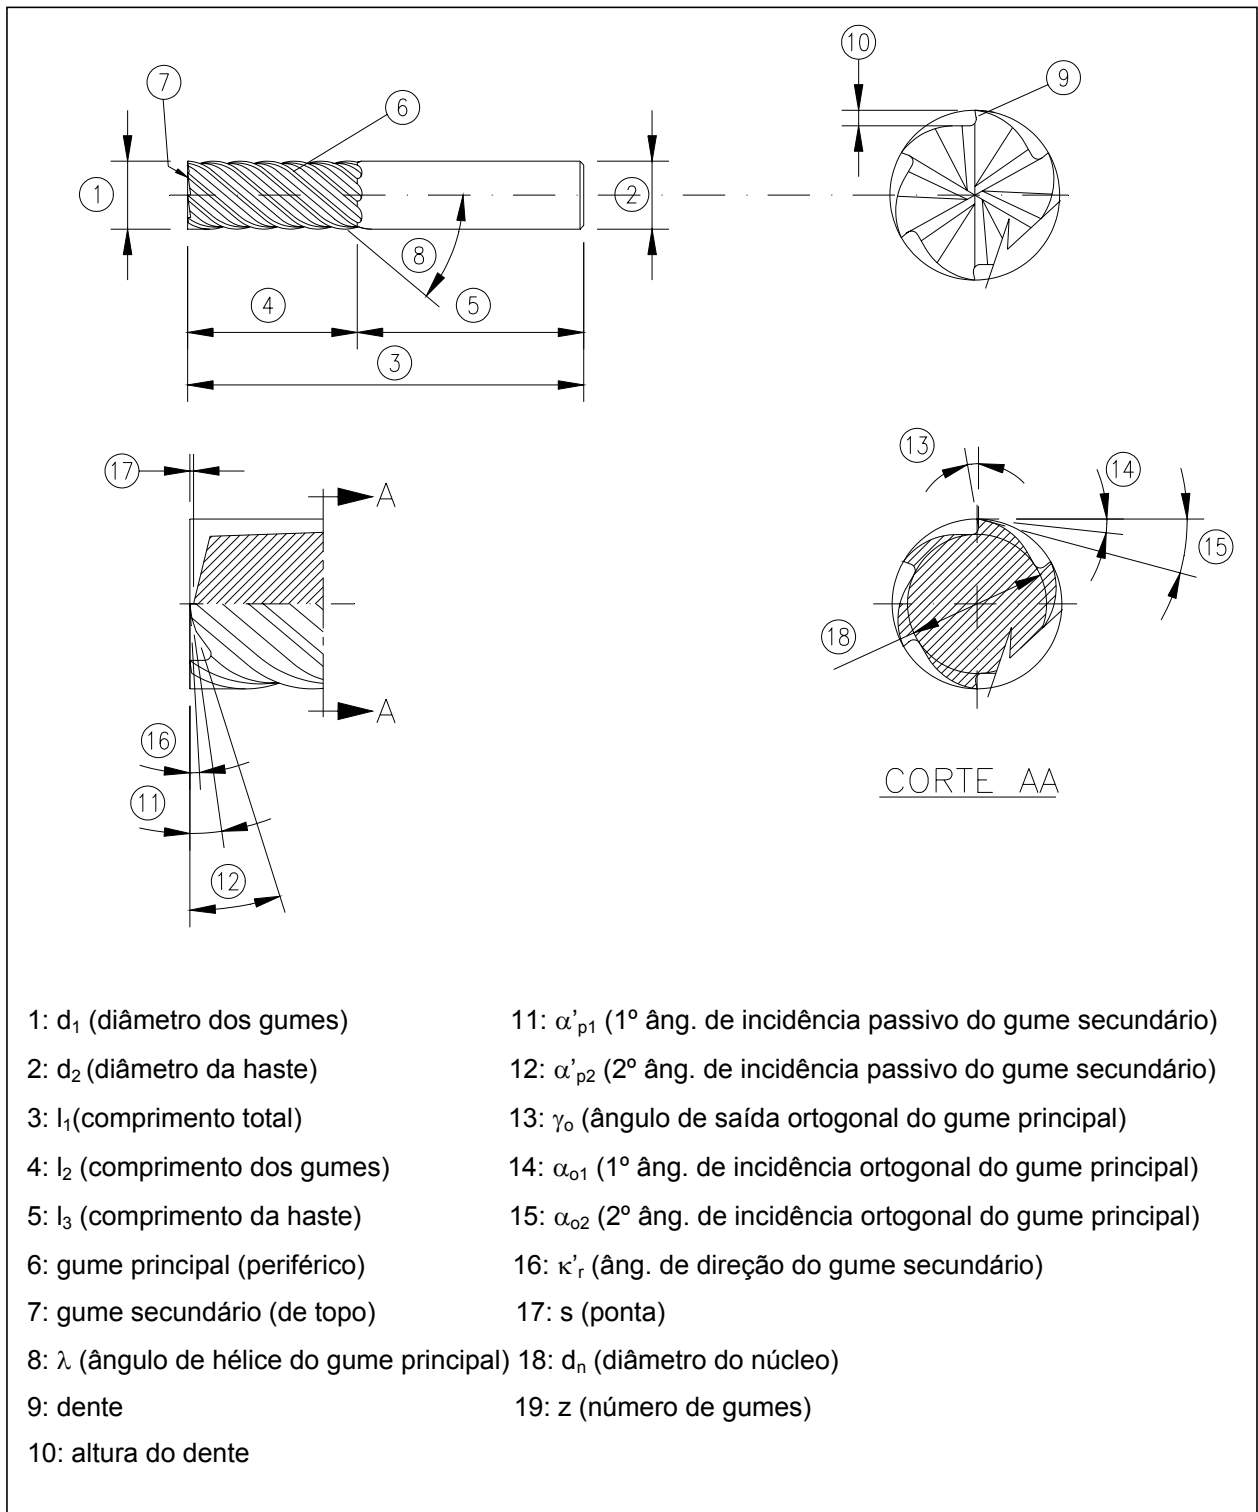 10
9
7
6
1
2
8
4
5
3
17
A
A
16
11
12
13
14
15
18
CORTE AA
1: d₁ (diâmetro dos gumes)
2: d₂ (diâmetro da haste)
3: l₁(comprimento total)
4: l₂ (comprimento dos gumes)
5: l₃ (comprimento da haste)
6: gume principal (periférico)
7: gume secundário (de topo)
8: λ (ângulo de hélice do gume principal)
9: dente
10: altura do dente
11: α’p1 (1º âng. de incidência passivo do gume secundário)
12: α’p2 (2º âng. de incidência passivo do gume secundário)
13: γo (ângulo de saída ortogonal do gume principal)
14: αo1 (1º âng. de incidência ortogonal do gume principal)
15: αo2 (2º âng. de incidência ortogonal do gume principal)
16: κ’r (âng. de direção do gume secundário)
17: s (ponta)
18: dn (diâmetro do núcleo)
19: z (número de gumes)